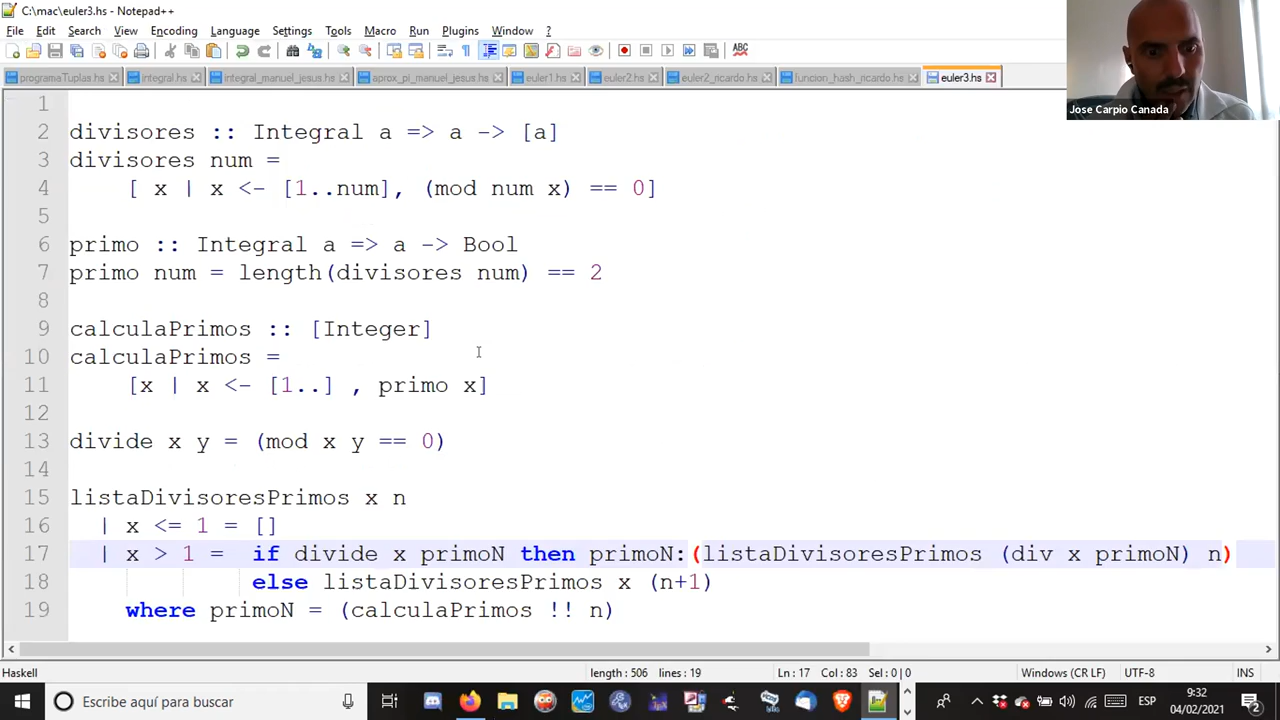 C:\mac\euler3.hs - Notepad++
File Edit Search View Encoding Language Settings Tools Macro Run Plugins Window ?
programaTuplas.hs integral.hs integral_manuel_jesus.hs aprox_pi_manuel_jesus.hs euler1.hs euler2.hs euler2_ricardo.hs funcion_cuash_ricardo.hs euler3.hs
Jose Carpio Canada
1
2 divisores :: Integral a => a -> [a]
3 divisores num =
4 [ x | x <- [1..num], (mod num x) == 0]
5
6 primo :: Integral a => a -> Bool
7 primo num = length(divisores num) == 2
8
9 calculaPrimos :: [Integer]
10 calculaPrimos =
11 [x | x <- [1..] , primo x]
12
13 divide x y = (mod x y == 0)
14
15 listaDivisoresPrimos x n
16 | x <= 1 = []
17 | x > 1 = if divide x primoN then primoN:(listaDivisoresPrimos (div x primoN) n)
18 else listaDivisoresPrimos x (n+1)
19 where primoN = (calculaPrimos !! n)
Haskell length : 506 lines : 19 Ln : 17 Col : 83 Sel : 0 | 0 Windows (CR LF) UTF-8 INS
Escribe aquí para buscar ESP 9:32
04/02/2021 2